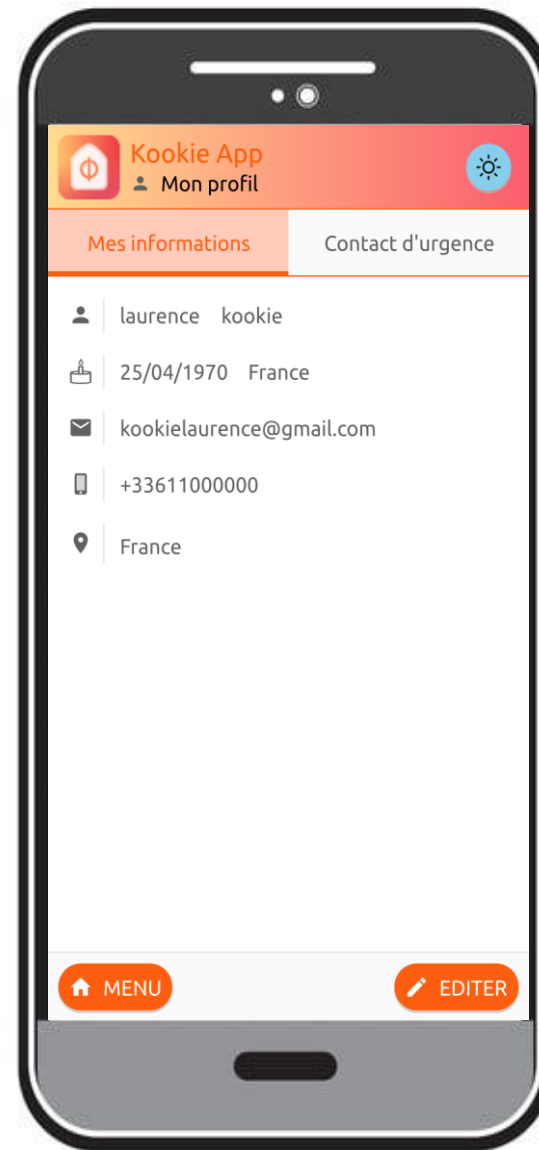 Kookie App
Mon profil
Mes informations Contact d'urgence
laurence kookie
25/04/1970 France
kookielaurence@gmail.com
+33611000000
France
MENU EDITER